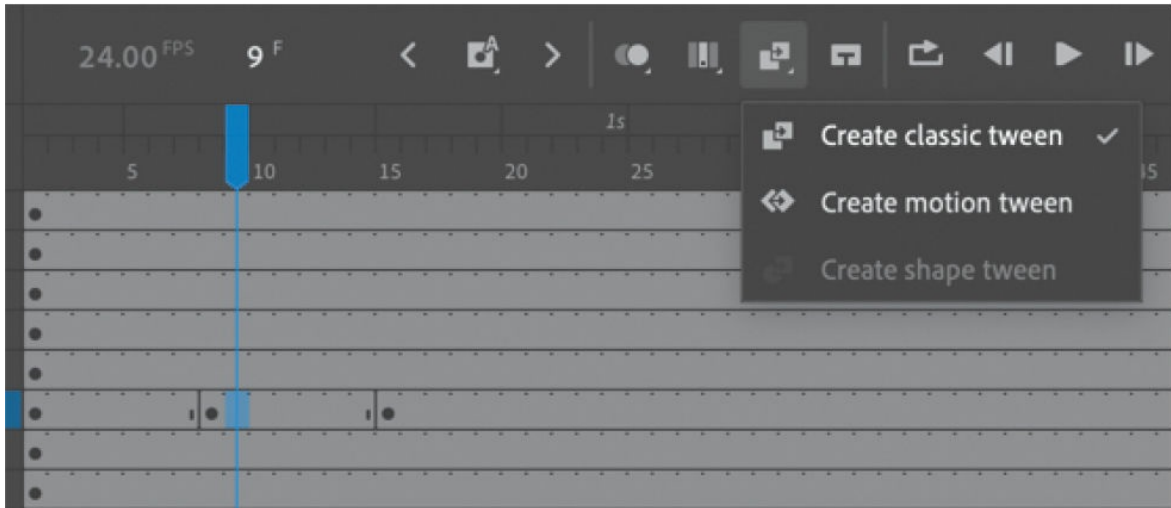 24.00 FPS 9 F
1s
5 10 15 20 25 45
Create classic tween
Create motion tween
Create shape tween